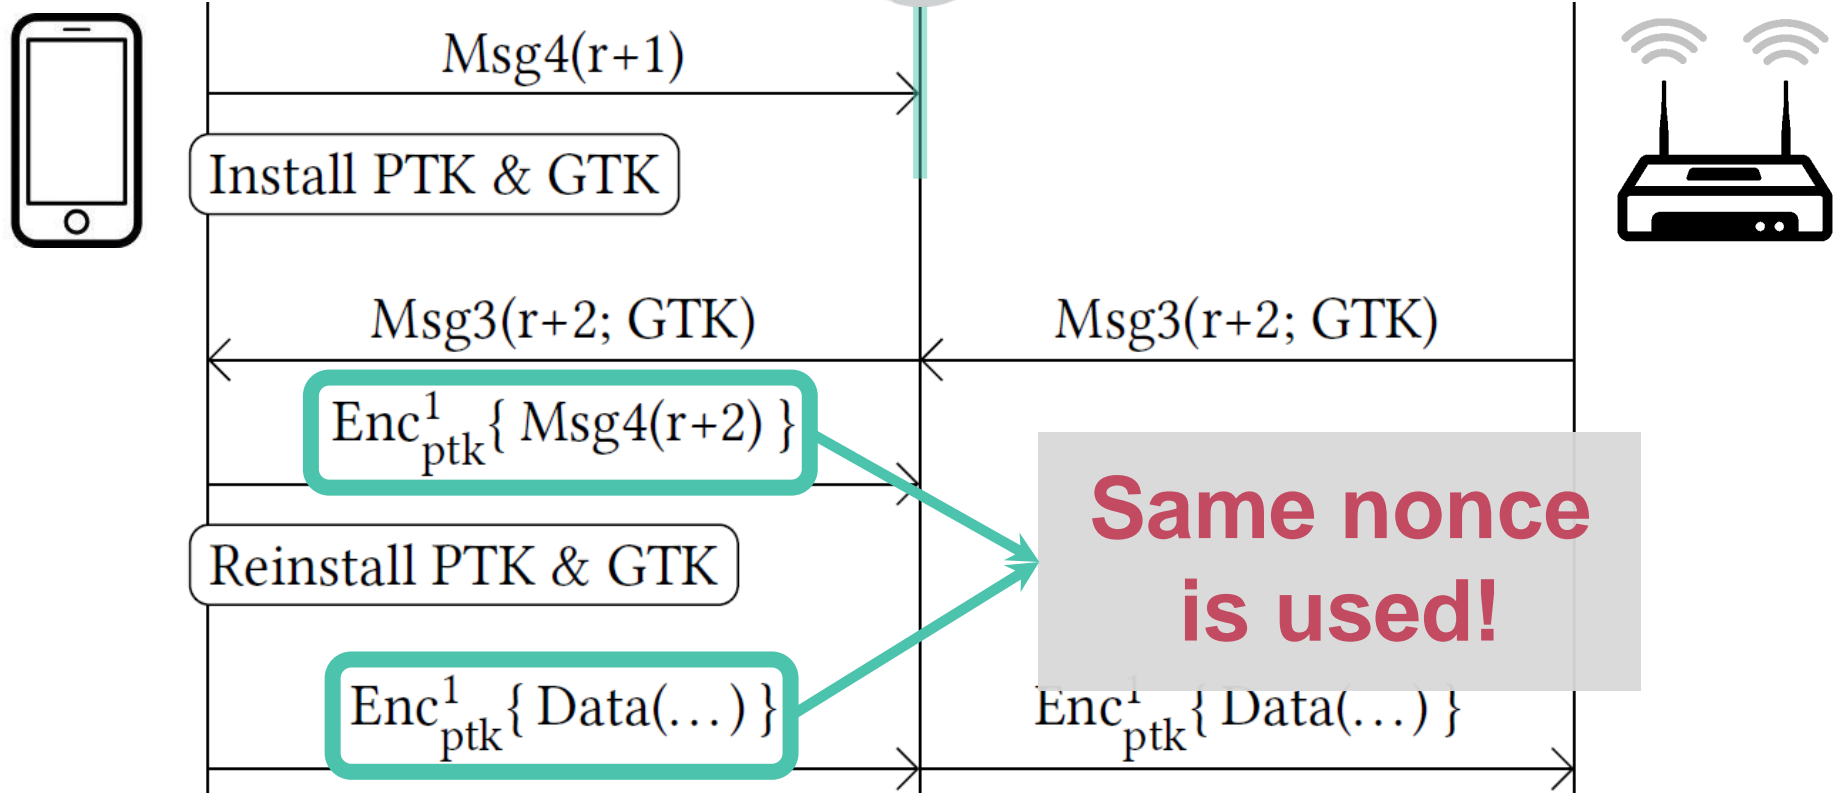 Msg4(r+1)
Install PTK & GTK
Msg3(r+2; GTK)
Msg3(r+2; GTK)
Enc¹ptk{ Msg4(r+2) }
Same nonce
is used!
Reinstall PTK & GTK
Enc¹ptk{ Data(…) }
Enc¹ptk{ Data(…) }